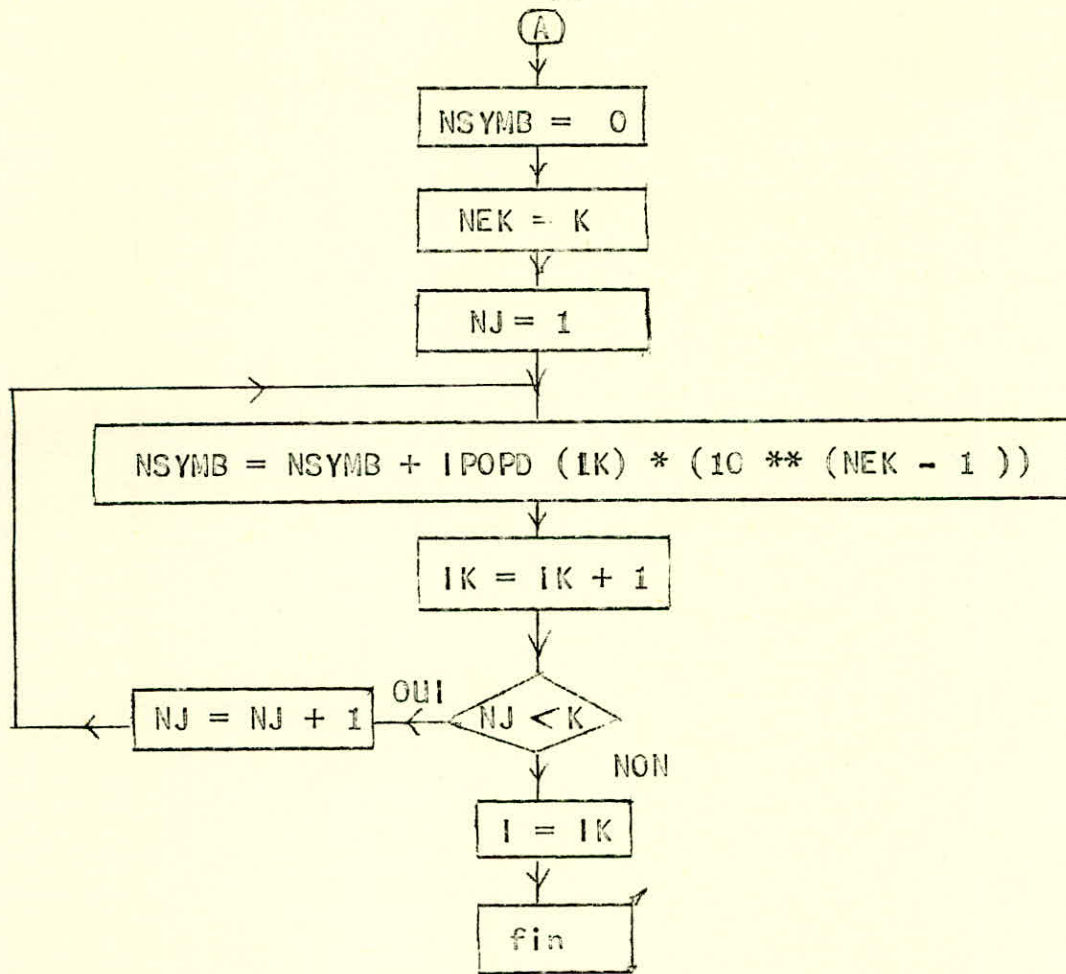 A
NSYMB = 0
NEK = K
NJ = 1
NSYMB = NSYMB + IPOPD (IK) * (10 ** (NEK - 1 ))
IK = IK + 1
OUI
NJ = NJ + 1
NJ < K
NON
I = IK
fin